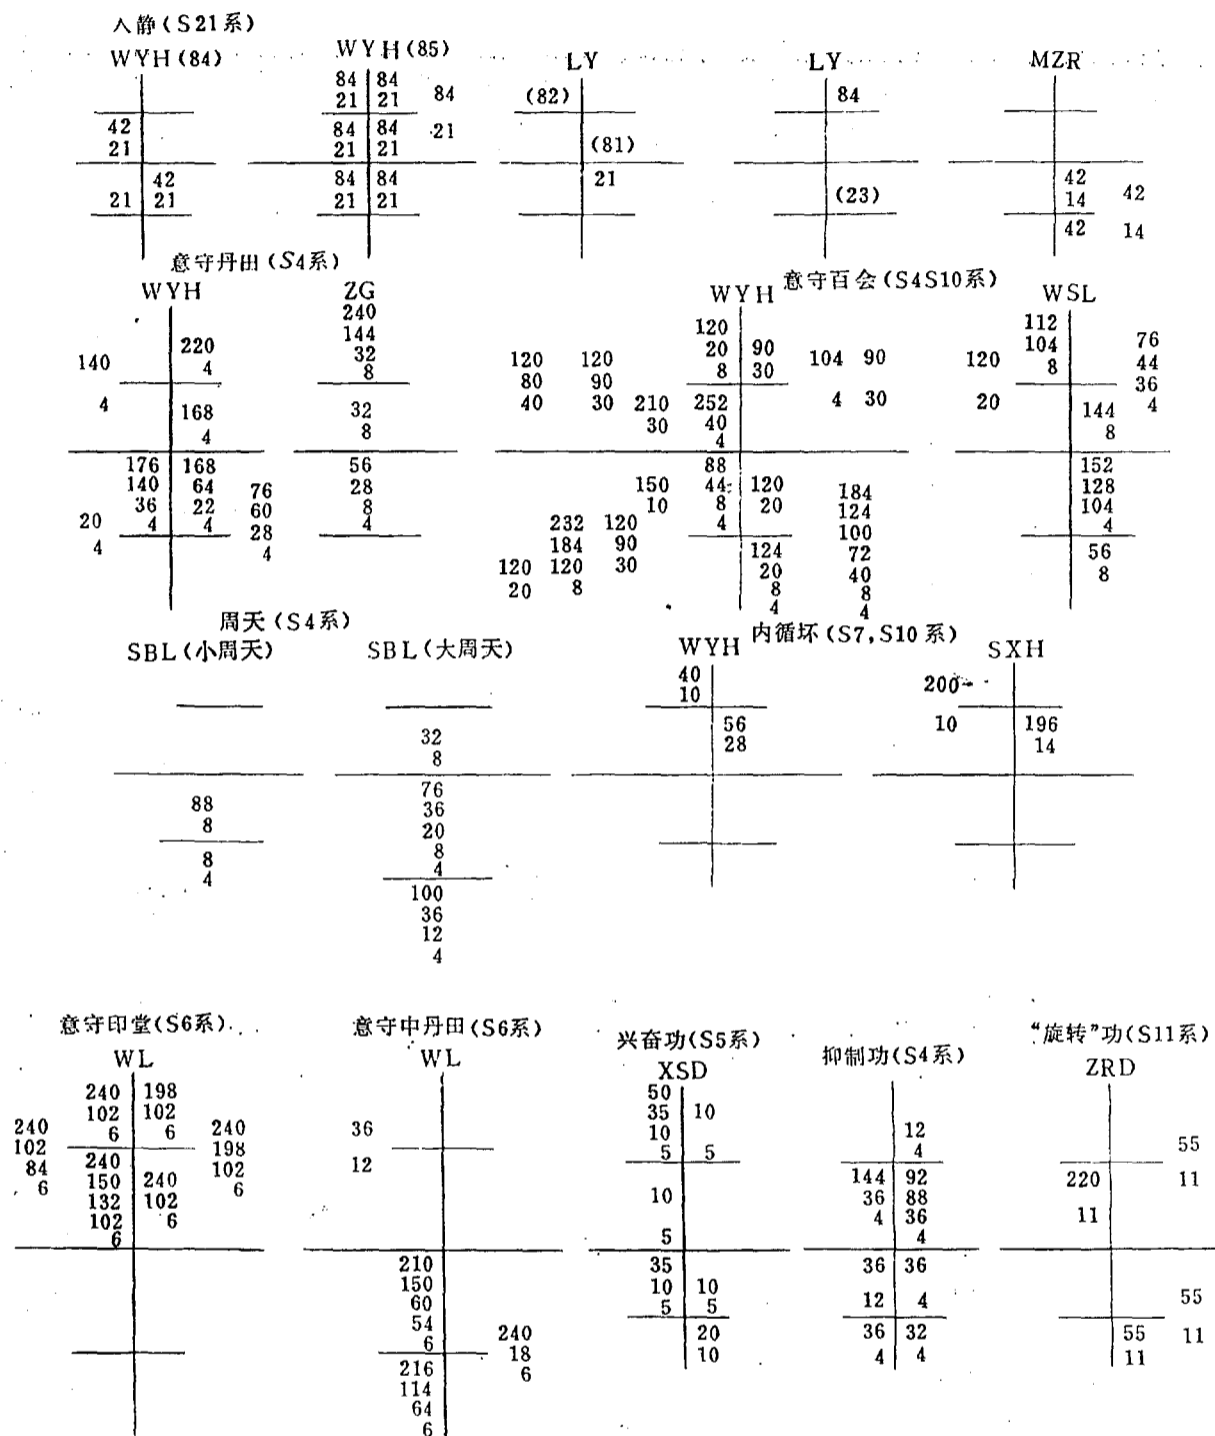 入静(S21系)
WYH(84) WYH(85) LY LY MZR
84 84
21 21 84 (82) 84
42 84 84 21
21 21 21 (81)
42 84 84 21 42
21 21 21 21 (23) 14 42
42 14
意守丹田(S4系) 意守百会(S4S10系)
WYH ZG WYH WSL
240 120 112
220 144 20 90 104 76
140 4 32 120 120 8 30 104 90 120 8 44
8 80 90 36
4 168 32 40 30 210 252 4 30 20 144 4
4 8 30 40 8
4
176 168 56 88 152
140 64 76 28 150 44 120 184 128
36 22 60 8 10 8 20 124 104
20 4 4 28 4 232 120 4 100 4
4 4 184 90 124 72 56
120 120 30 20 40 8
20 8 8 8
4 4
周天(S4系) 内循坏(S7,S10系)
SBL(小周天) SBL(大周天) WYH SXH
40 200
10
32 56 10 196
8 28 14
88 76
8 36
20
8 8
4 4
100
36
12
4
意守印堂(S6系) 意守中丹田(S6系) 兴奋功(S5系) 抑制功(S4系) “旋转”功(S11系)
WL WL XSD ZRD
240 198 50
102 102 35 10
240 6 6 240 36 10 12
102 198 5 5 4 55
84 240 102 12 144 92 220 11
6 150 240 6 10 36 88
132 102 4 36 11
102 6 5 4
6
210 35 36 36
150 10 10
60 5 5 12 4 55
54 240 20 36 32 55 11
6 18 10 4 4 11
216 6
114
64
6